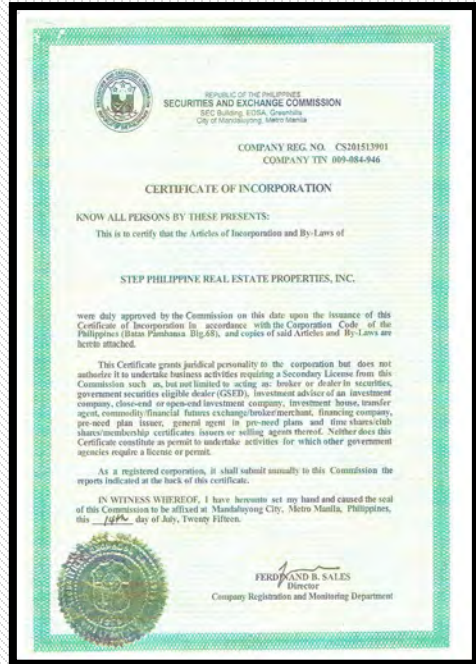 REPUBLIC OF THE PHILIPPINES
SECURITIES AND EXCHANGE COMMISSION
SEC Building, EDSA, Greenhills
City of Mandaluyong, Metro Manila
COMPANY REG. NO. CS201513901
COMPANY TIN 009-084-946
CERTIFICATE OF INCORPORATION
KNOW ALL PERSONS BY THESE PRESENTS:
This is to certify that the Articles of Incorporation and By-Laws of
STEP PHILIPPINE REAL ESTATE PROPERTIES, INC.
were duly approved by the Commission on this date upon the issuance of this
Certificate of Incorporation in accordance with the Corporation Code of the
Philippines (Batas Pambansa Blg.68), and copies of said Articles and By-Laws are
hereto attached.
This Certificate grants juridical personality to the corporation but does not
authorize it to undertake business activities requiring a Secondary License from this
Commission such as, but not limited to acting as: broker or dealer in securities,
government securities eligible dealer (GSED), investment adviser of an investment
company, close-end or open-end investment company, investment house, transfer
agent, commodity/financial futures exchange/broker/merchant, financing company,
pre-need plan issuer, general agent in pre-need plans and time shares/club
shares/membership certificates issuers or selling agents thereof. Neither does this
Certificate constitute as permit to undertake activities for which other government
agencies require a license or permit.
As a registered corporation, it shall submit annually to this Commission the
reports indicated at the back of this certificate.
IN WITNESS WHEREOF, I have hereunto set my hand and caused the seal
of this Commission to be affixed at Mandaluyong City, Metro Manila, Philippines,
this 14th day of July, Twenty Fifteen.
FERDINAND B. SALES
Director
Company Registration and Monitoring Department